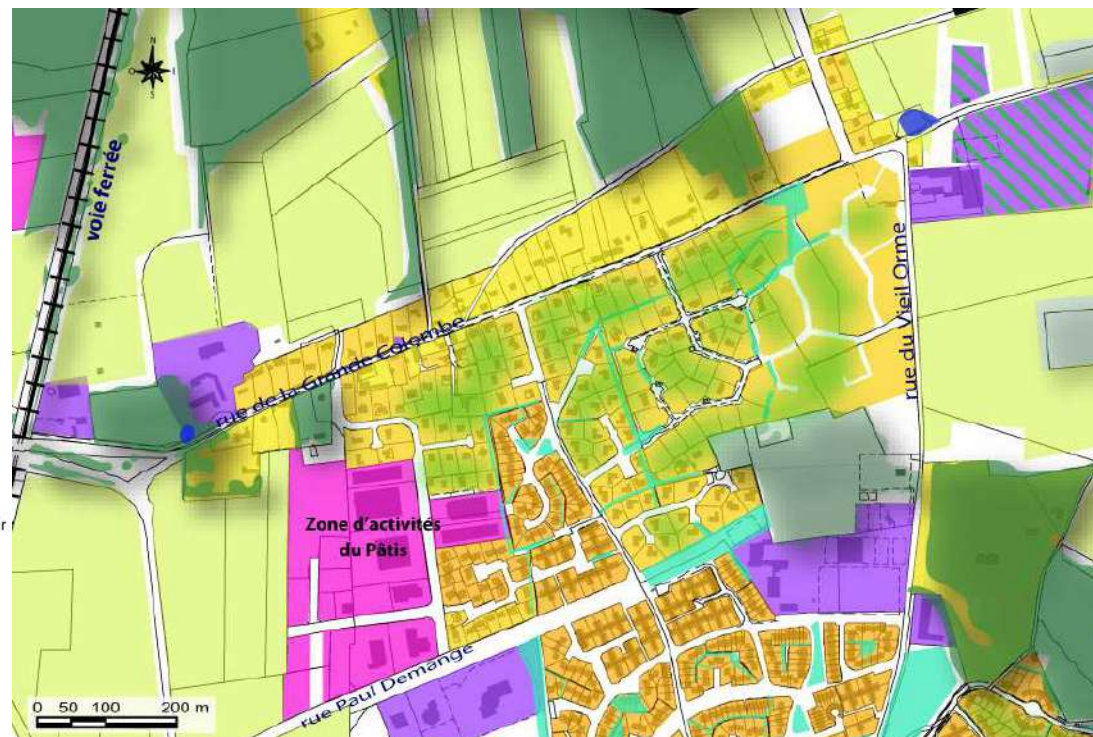 N
O E
S
voie ferrée
rue du Vieil Orme
rue de la Grande Colombe
r
Zone d'activités
du Pâtis
rue Paul Demange
0 50 100 200 m